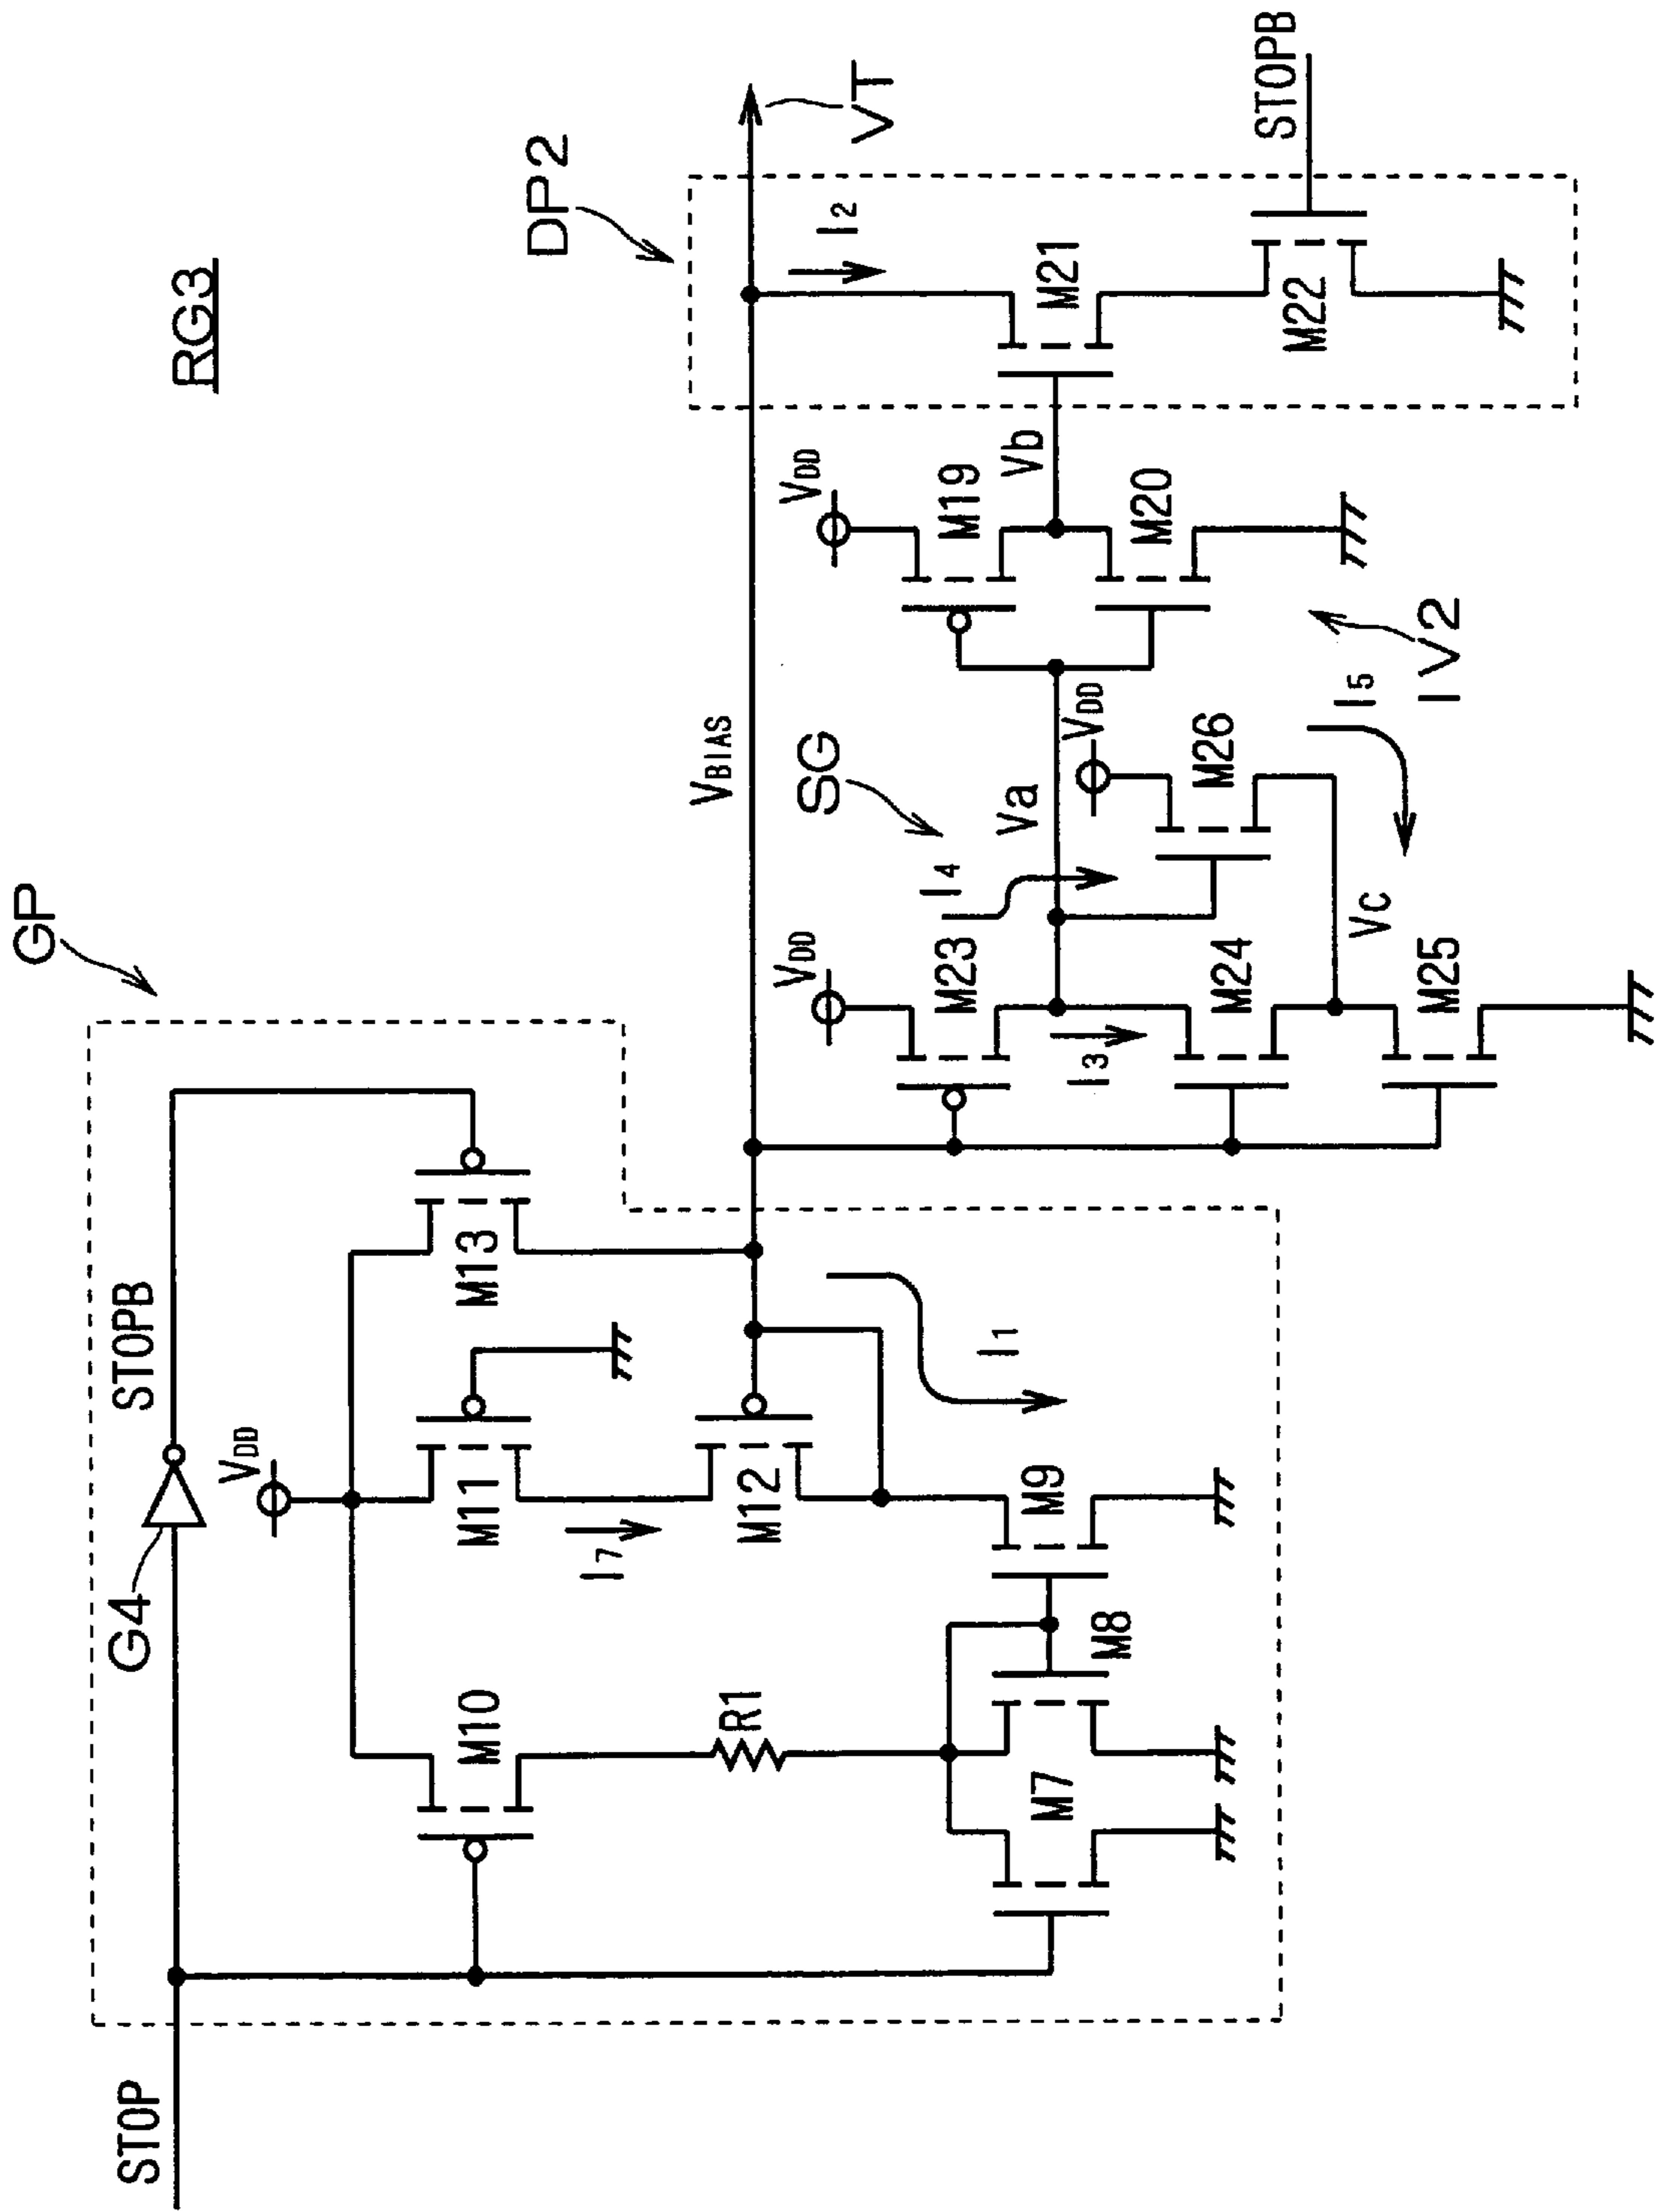 RG3
GP
DP2
STOP
G4
STOPB
VDD
M10
M11
M13
I7
R1
M12
M7
M8
M9
I1
VBIAS
VT
SG
VDD
M23
I3
M24
M25
I4
Va
VDD
M26
Vc
I5
VDD
M19
M20
IV2
Vb
I2
M21
M22
STOPB